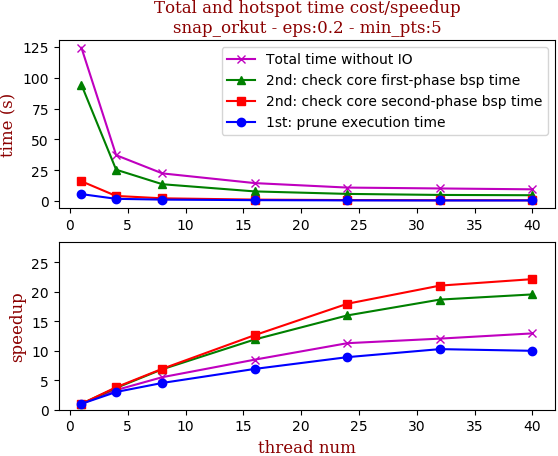 Total and hotspot time cost/speedup
snap_orkut - eps:0.2 - min_pts:5
time (s)
125
100
75
50
25
0
Total time without IO
2nd: check core first-phase bsp time
2nd: check core second-phase bsp time
1st: prune execution time
0 5 10 15 20 25 30 35 40
speedup
25
20
15
10
5
0
0 5 10 15 20 25 30 35 40
thread num